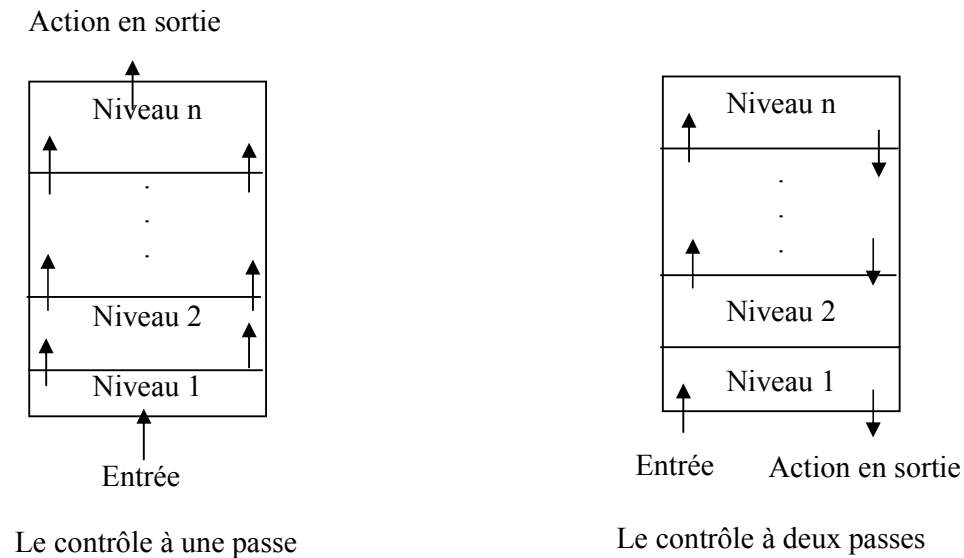 Action en sortie
Niveau n
.
.
.
Niveau 2
Niveau 1
Entrée
Le contrôle à une passe
Niveau n
.
.
.
Niveau 2
Niveau 1
Entrée
Action en sortie
Le contrôle à deux passes